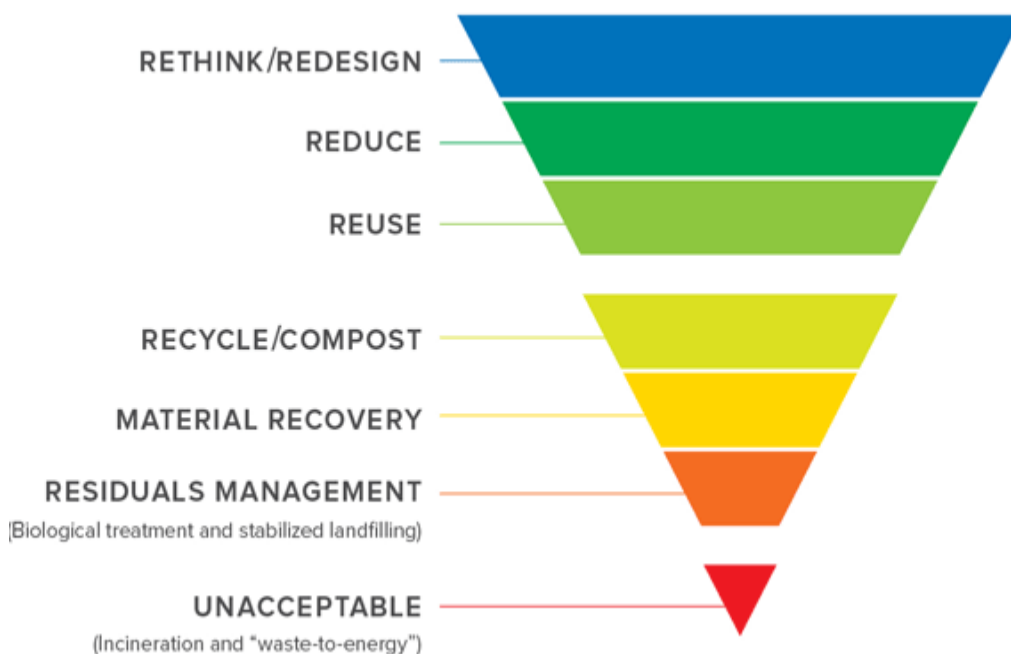 RETHINK/REDESIGN
REDUCE
REUSE
RECYCLE/COMPOST
MATERIAL RECOVERY
RESIDUALS MANAGEMENT
(Biological treatment and stabilized landfilling)
UNACCEPTABLE
(Incineration and “waste-to-energy”)